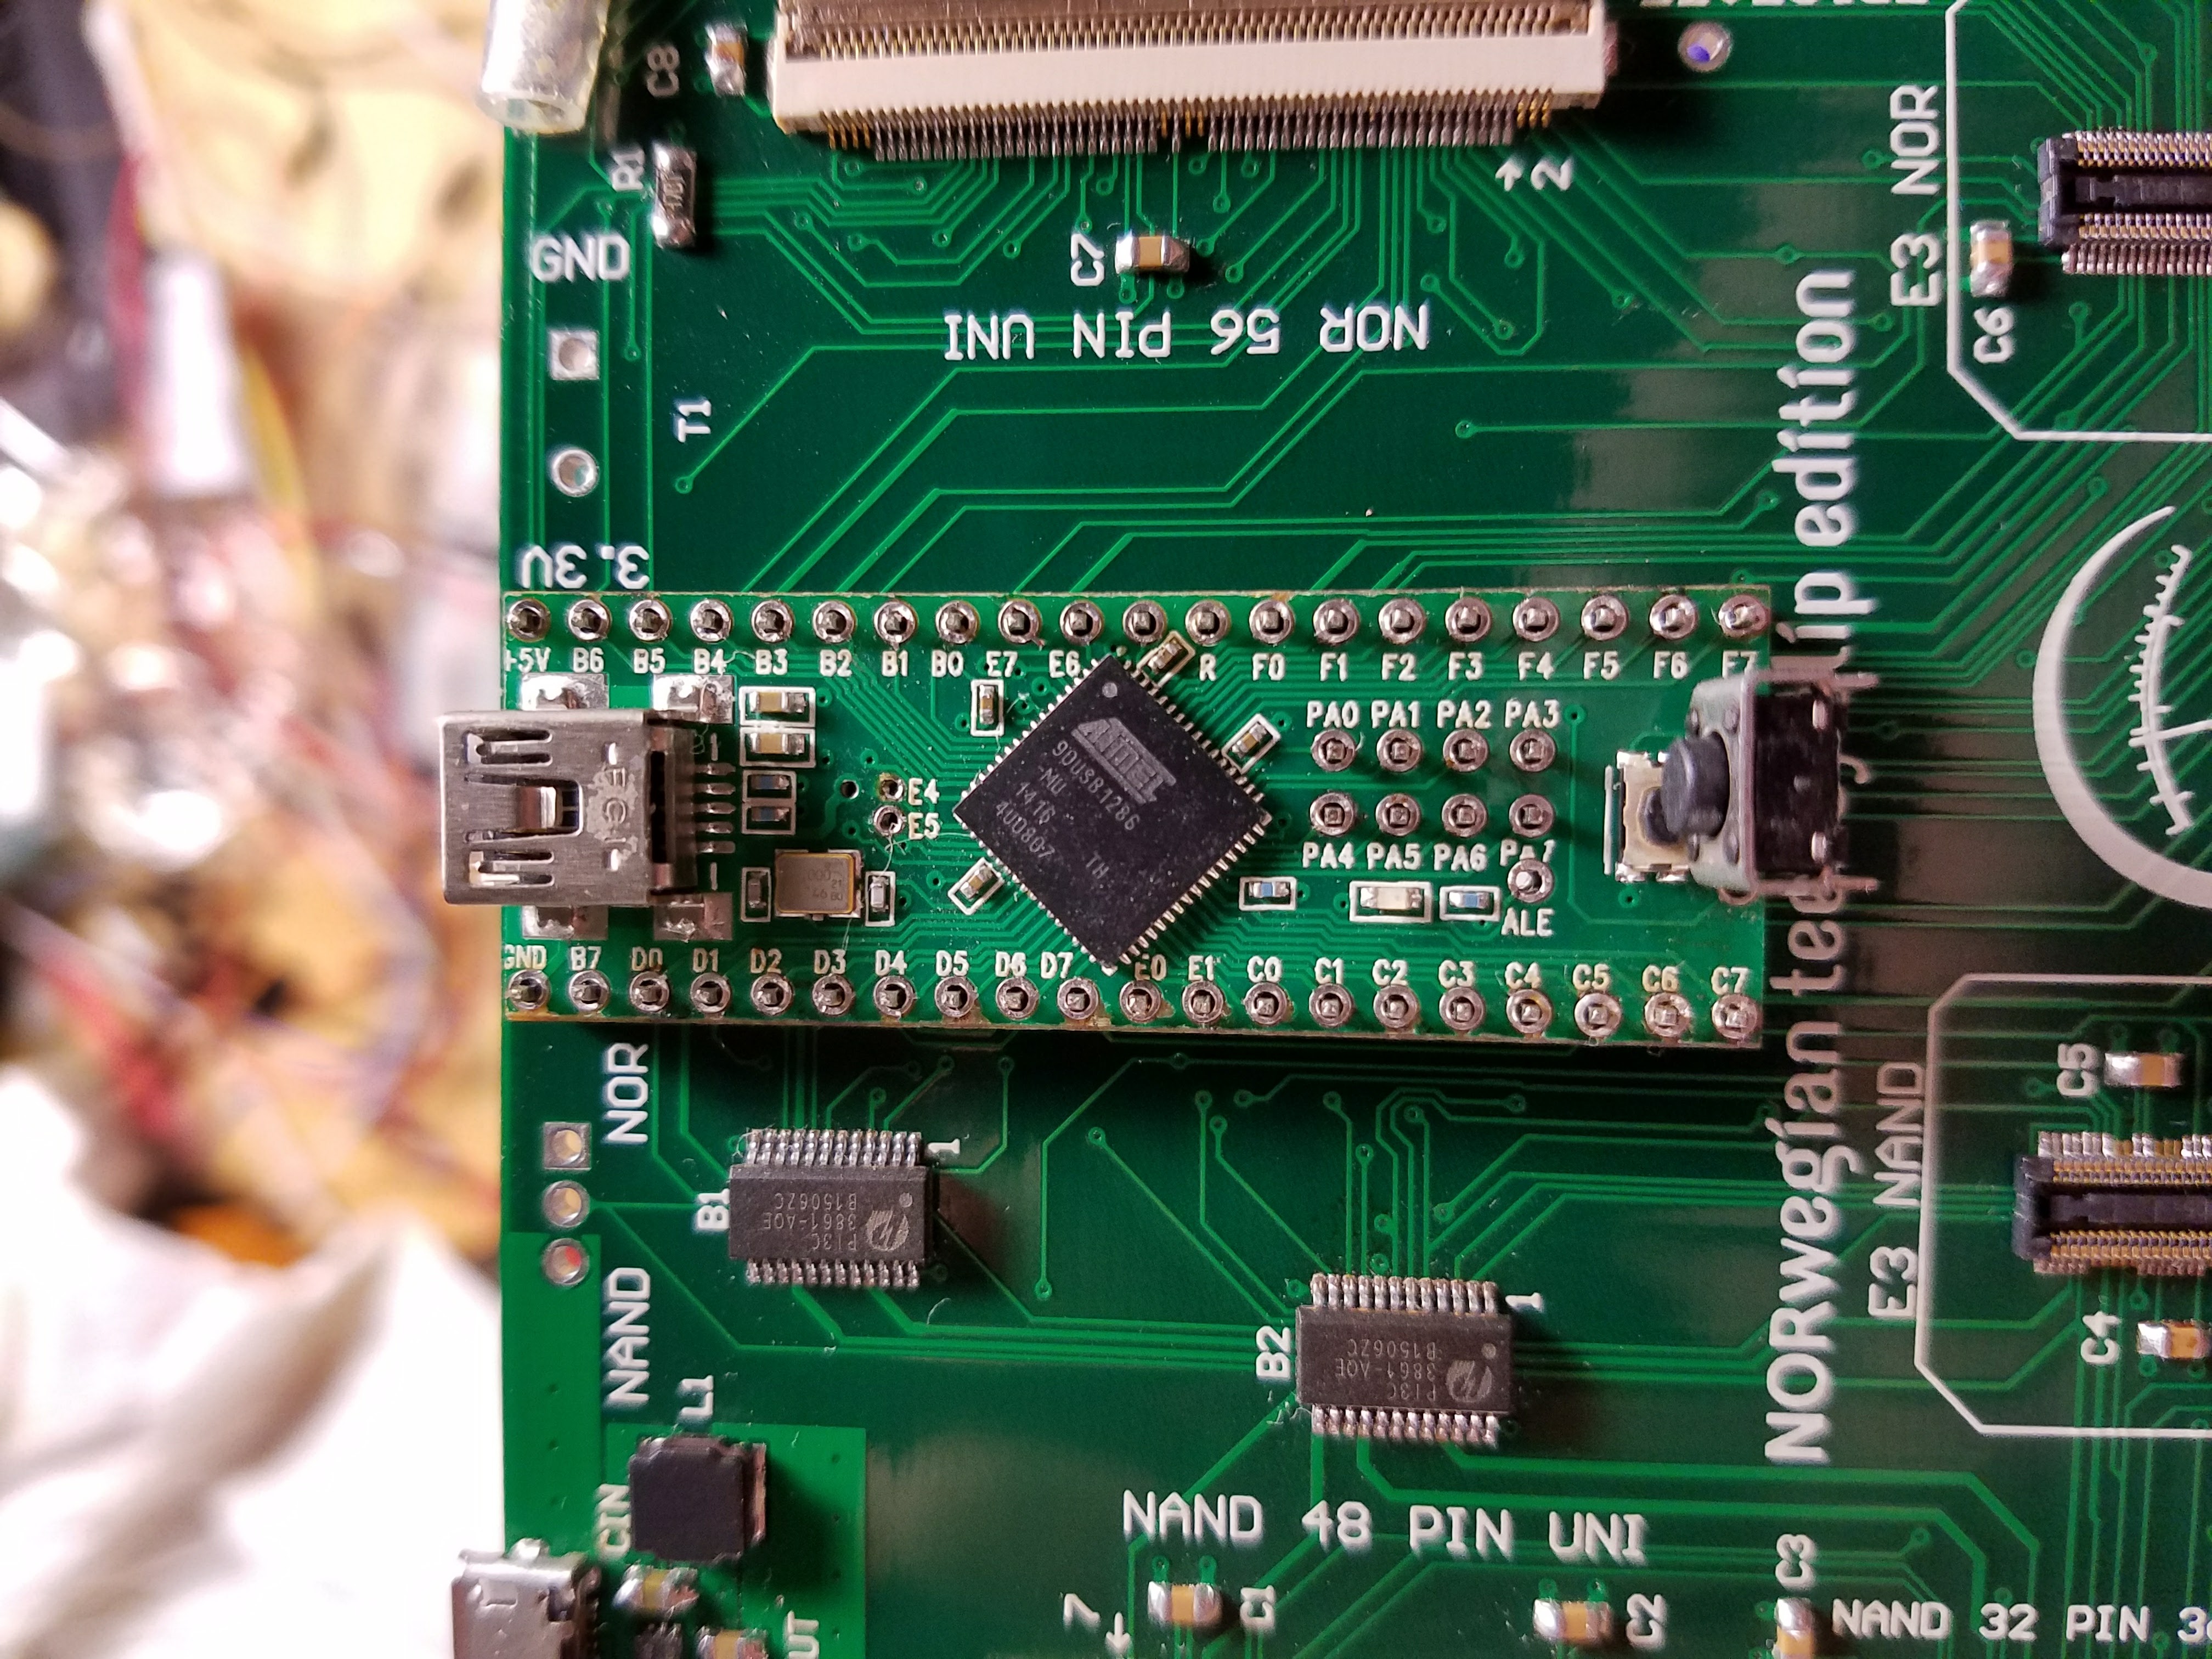 GND
B7
D0
D1
D2
D3
D4
D5
D6
D7
E0
E1
C0
C1
C2
C3
C4
C5
C6
C7
B6
B5
B4
B3
B2
B1
B0
E7
E6
R
F0
F1
F2
F3
F4
F5
F6
F7
3.3V
GND
CIN
NAND
NOR
L1
B1
PI3C
3861-AQE
B1506ZC
1
T1
R1
C8
E5
E4
ATMEL
90USB1286
-MU
1416
TH
NOR 56 PIN UNI
C7
2
NAND 48 PIN UNI
C1
C2
B2
PI3C
3861-AQE
B1506ZC
1
PA4 PA5 PA6 PA7
PA0 PA1 PA2 PA3
ALE
C3
NORwegian
edition
E3 NAND
E3 NOR
NAND 32 PIN
C4
C5
C6